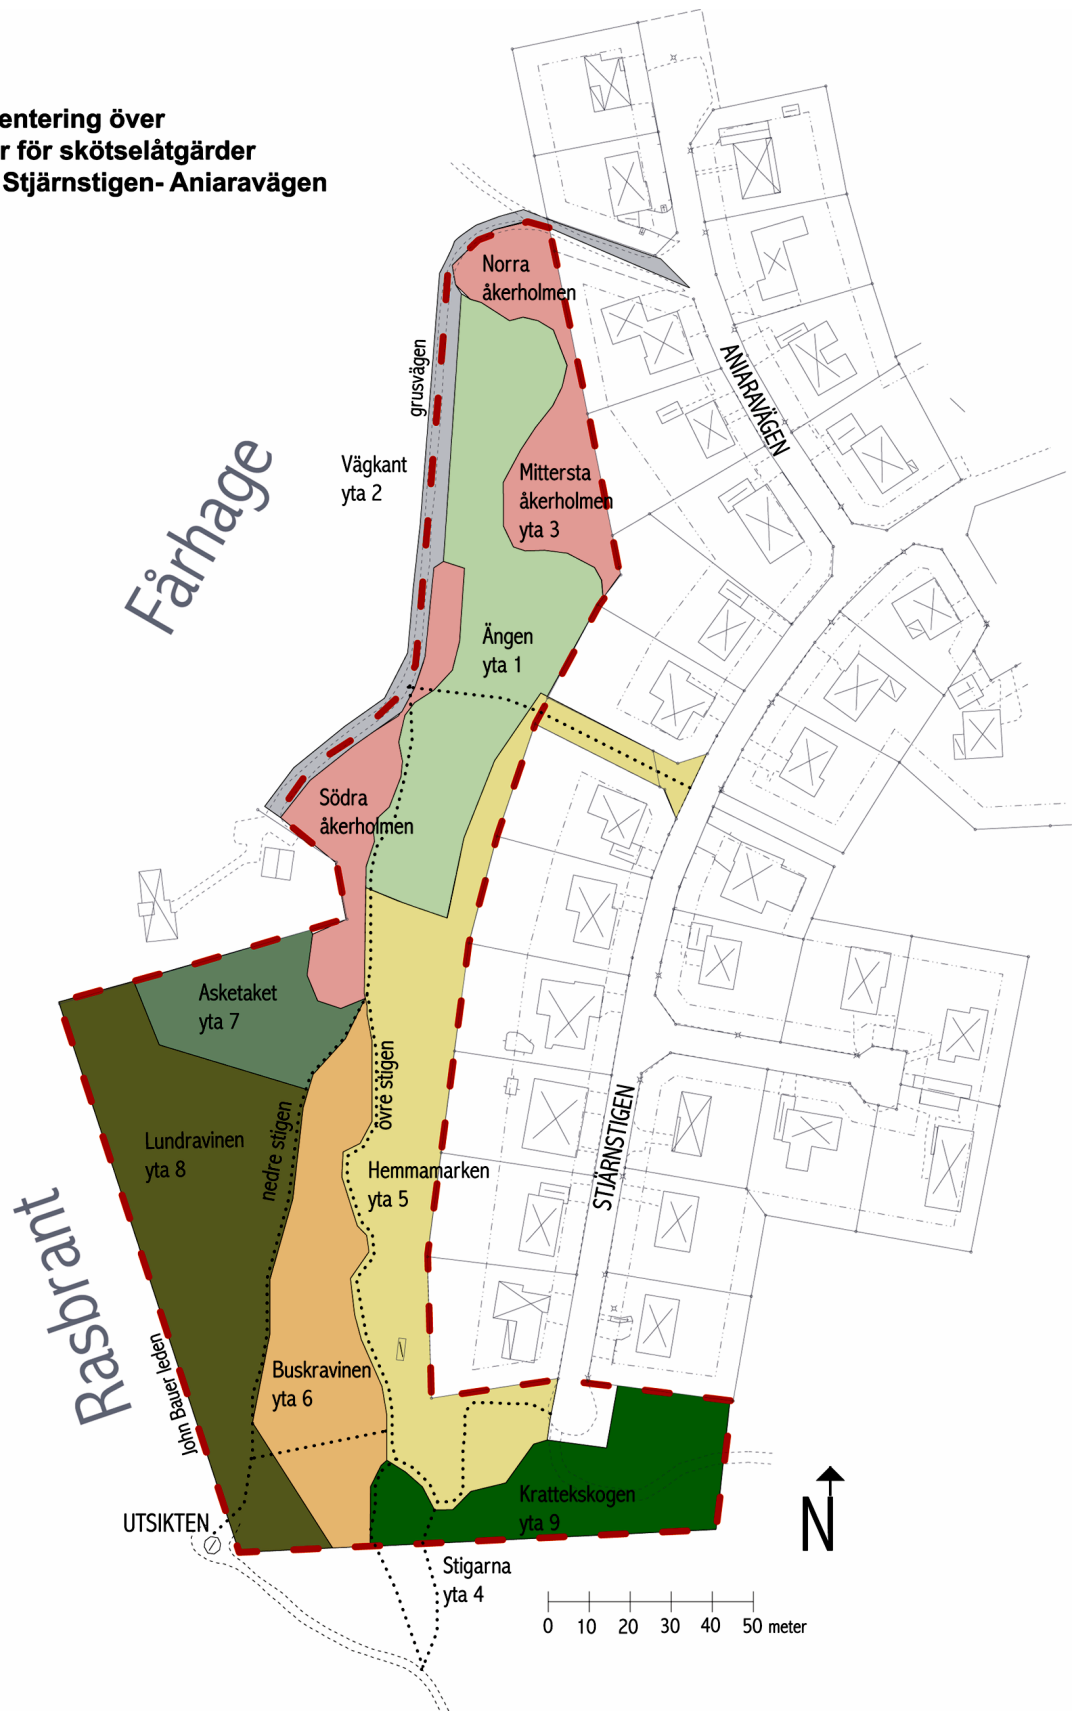 entering över
r för skötselåtgärder
Stjärnstigen- Aniaravägen
Norra
åkerholmen
grusvägen
ANIARAVÄGEN
Vägkant
yta 2
Mittersta
åkerholmen
yta 3
Fårhage
Ängen
yta 1
Södra
åkerholmen
Asketaket
yta 7
övre stigen
nedre stigen
Lundravinen
yta 8
Hemmamarken
yta 5
STJÄRNSTIGEN
Rasbrant
John Bauer leden
Buskravinen
yta 6
UTSIKTEN
Krattekskogen
yta 9
N
Stigarna
yta 4
0 10 20 30 40 50 meter